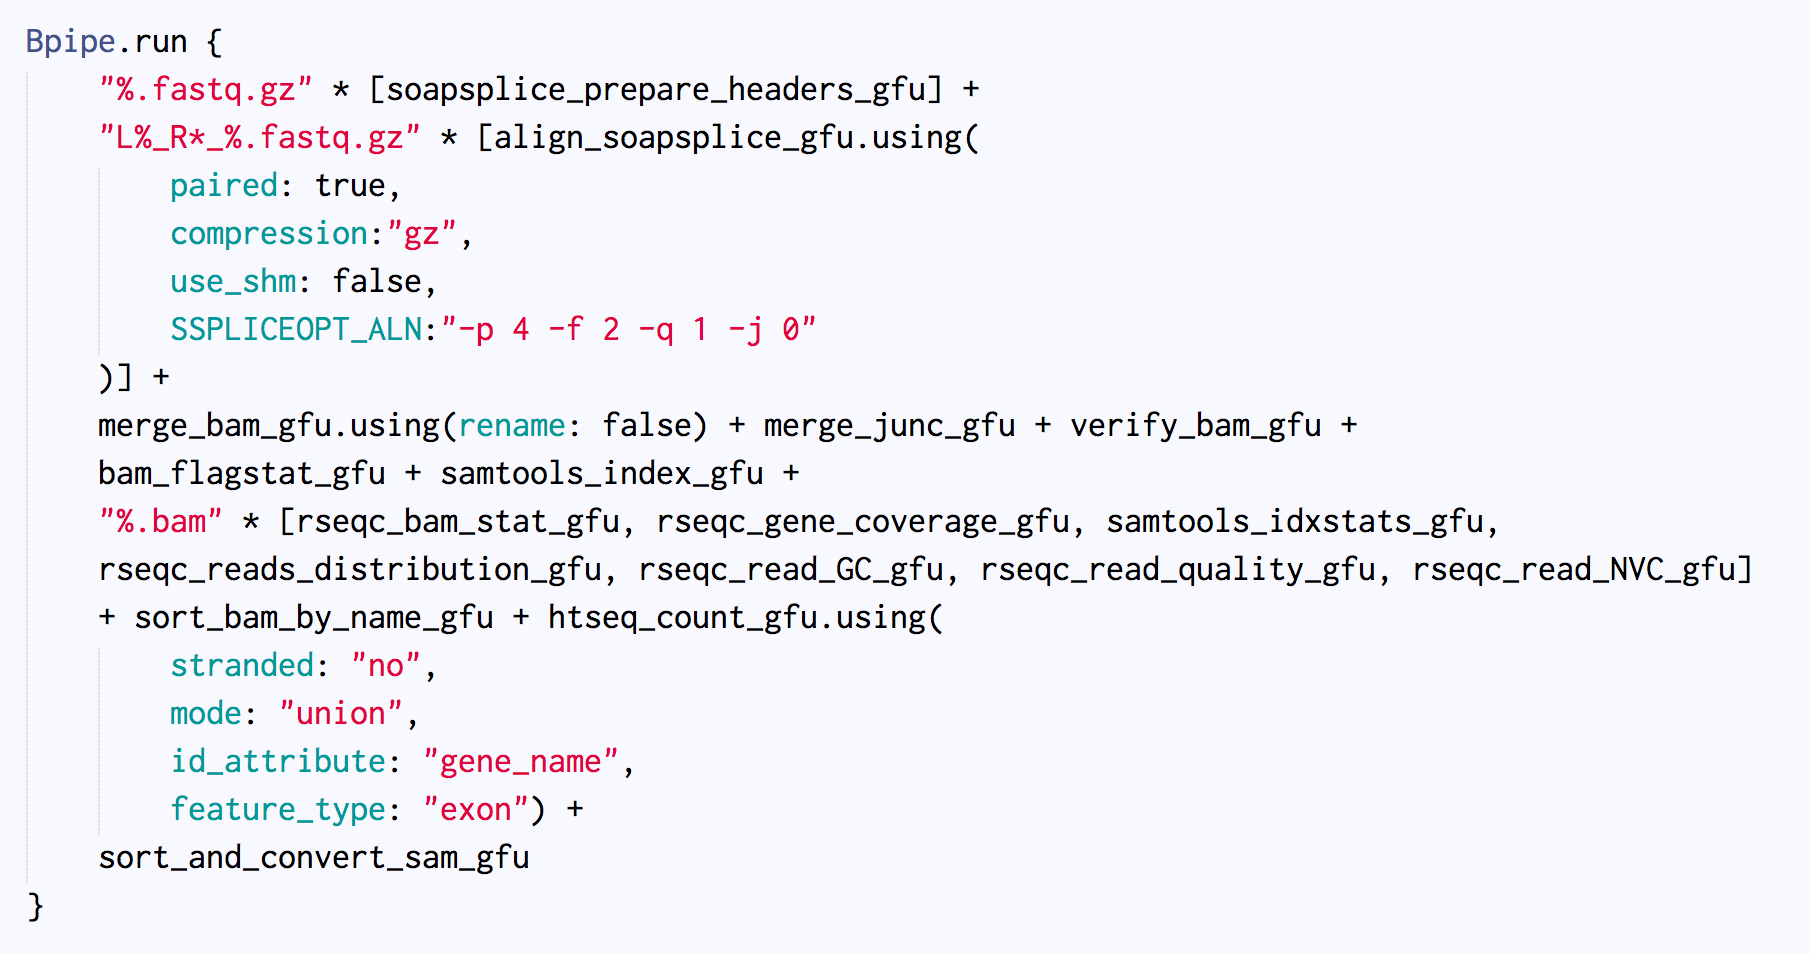 Bpipe.run {
"%.fastq.gz" * [soapsplice_prepare_headers_gfu] +
"L%_R*_%.fastq.gz" * [align_soapsplice_gfu.using(
paired: true,
compression:"gz",
use_shm: false,
SSPLICEOPT_ALN:"-p 4 -f 2 -q 1 -j 0"
)] +
merge_bam_gfu.using(rename: false) + merge_junc_gfu + verify_bam_gfu +
bam_flagstat_gfu + samtools_index_gfu +
"%.bam" * [rseqc_bam_stat_gfu, rseqc_gene_coverage_gfu, samtools_idxstats_gfu,
rseqc_reads_distribution_gfu, rseqc_read_GC_gfu, rseqc_read_quality_gfu, rseqc_read_NVC_gfu]
+ sort_bam_by_name_gfu + htseq_count_gfu.using(
stranded: "no",
mode: "union",
id_attribute: "gene_name",
feature_type: "exon") +
sort_and_convert_sam_gfu
}